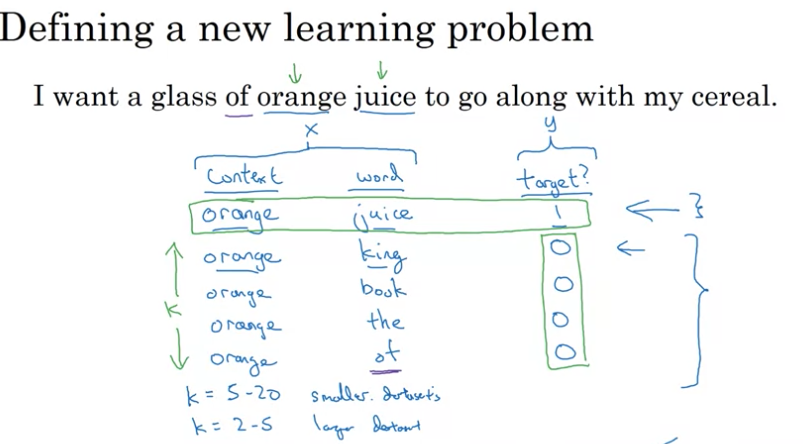 Defining a new learning problem
I want a glass of orange juice to go along with my cereal.
x y
context word target?
orange juice 1
orange king 0
orange book 0
k orange the 0
orange of 0
k = 5-20 smaller datasets
k = 2-5 larger dataset